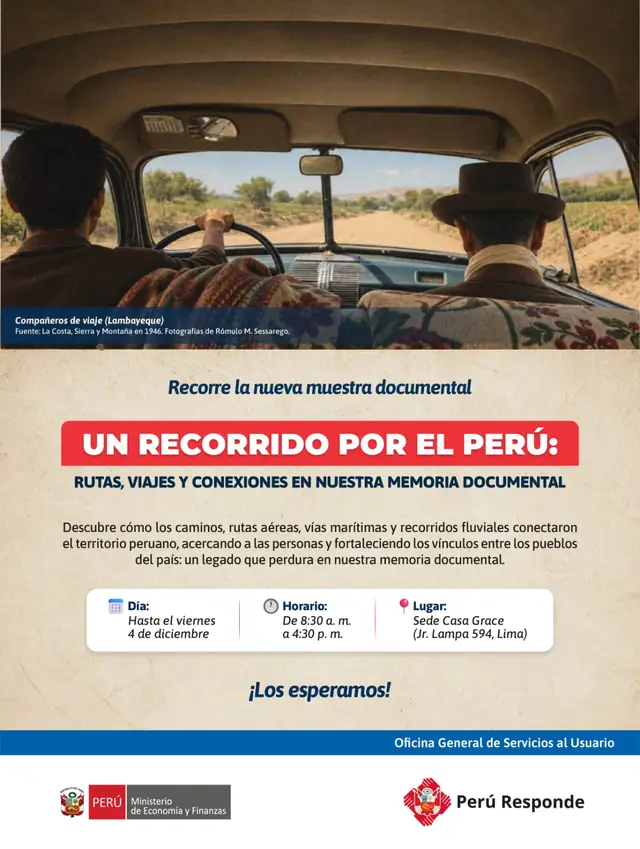 Compañeros de viaje (Lambayeque)
Fuente: La Costa, Sierra y Montaña en 1946. Fotografías de Rómulo M. Sessarego.
Recorre la nueva muestra documental
UN RECORRIDO POR EL PERÚ:
RUTAS, VIAJES Y CONEXIONES EN NUESTRA MEMORIA DOCUMENTAL
Descubre cómo los caminos, rutas aéreas, vías marítimas y recorridos fluviales conectaron
el territorio peruano, acercando a las personas y fortaleciendo los vínculos entre los pueblos
del país: un legado que perdura en nuestra memoria documental.
Día:
Hasta el viernes
4 de diciembre
Horario:
De 8:30 a. m.
a 4:30 p. m.
Lugar:
Sede Casa Grace
(Jr. Lampa 594, Lima)
¡Los esperamos!
Oficina General de Servicios al Usuario
PERÚ
Ministerio
de Economía y Finanzas
Perú Responde